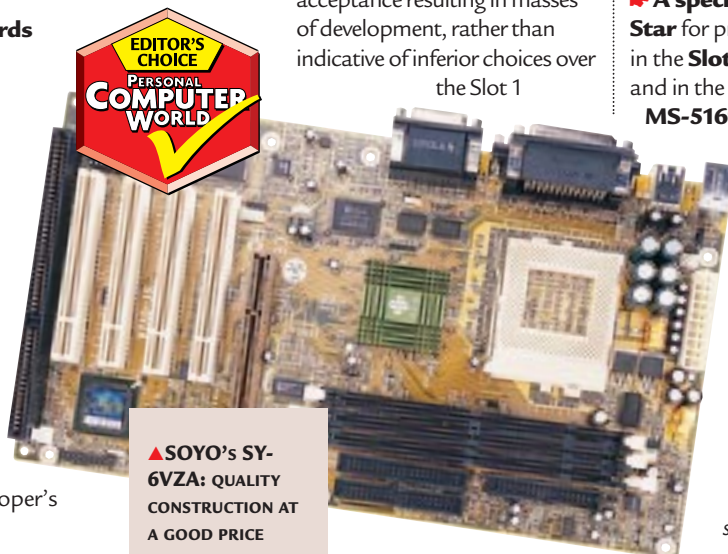 rds
EDITOR'S
CHOICE
PERSONAL
COMPUTER
WORLD
acceptance resulting in masses
of development, rather than
indicative of inferior choices over
the Slot 1
A speci
Star for p
in the Slot
and in the
MS-516
oper's
▲SOYO's SY-
6VZA: QUALITY
CONSTRUCTION AT
A GOOD PRICE
s